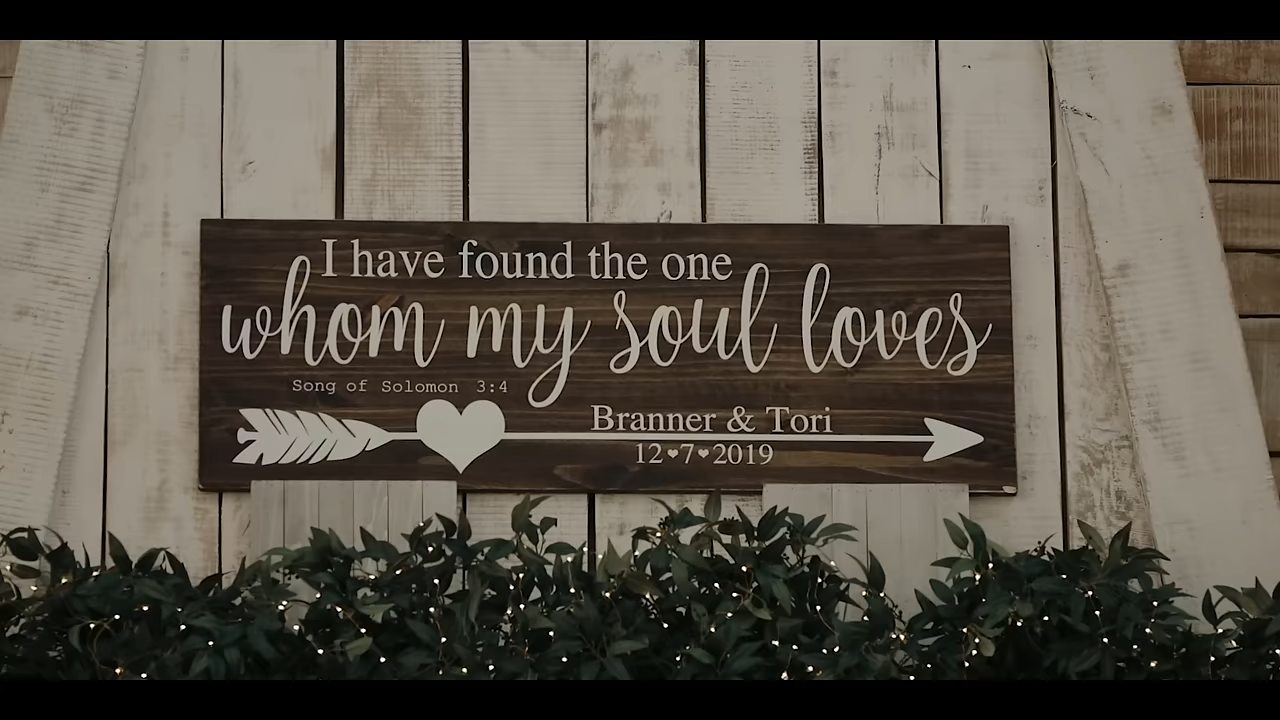 I have found the one
whom my soul loves
Song of Solomon 3:4
Branner & Tori
12♥7♥2019